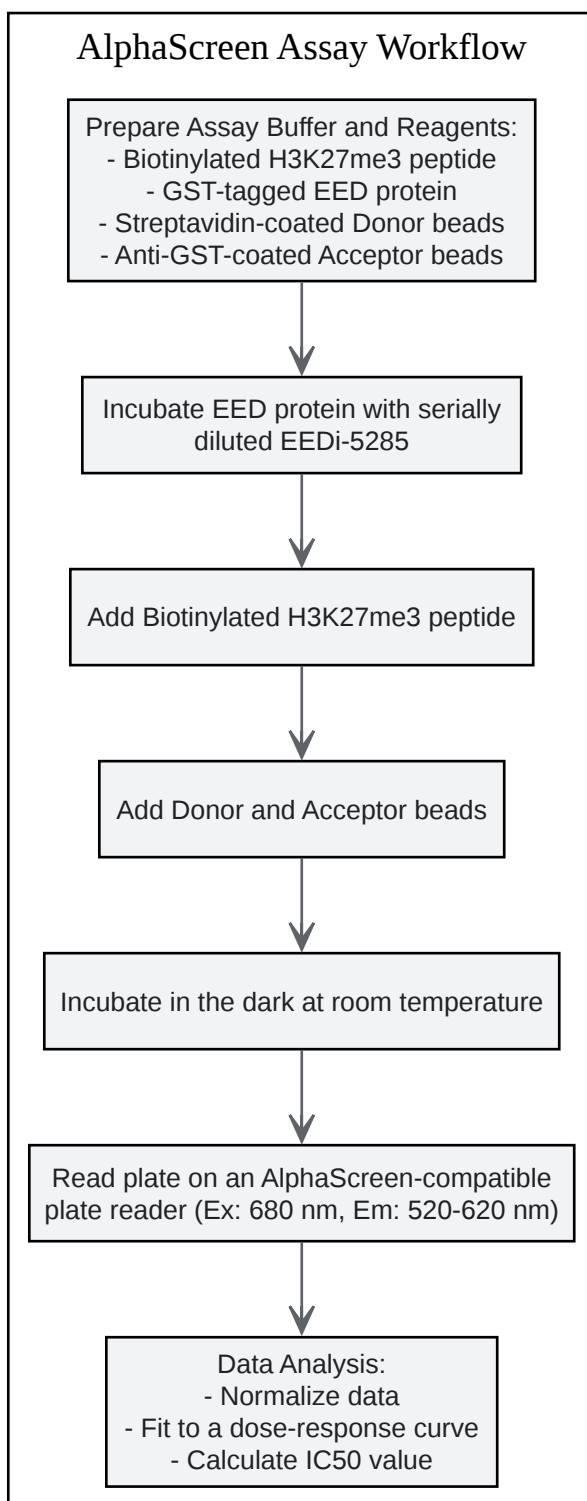 AlphaScreen Assay Workflow
Prepare Assay Buffer and Reagents:
- Biotinylated H3K27me3 peptide
- GST-tagged EED protein
- Streptavidin-coated Donor beads
- Anti-GST-coated Acceptor beads
Incubate EED protein with serially
diluted EEDi-5285
Add Biotinylated H3K27me3 peptide
Add Donor and Acceptor beads
Incubate in the dark at room temperature
Read plate on an AlphaScreen-compatible
plate reader (Ex: 680 nm, Em: 520-620 nm)
Data Analysis:
- Normalize data
- Fit to a dose-response curve
- Calculate IC50 value